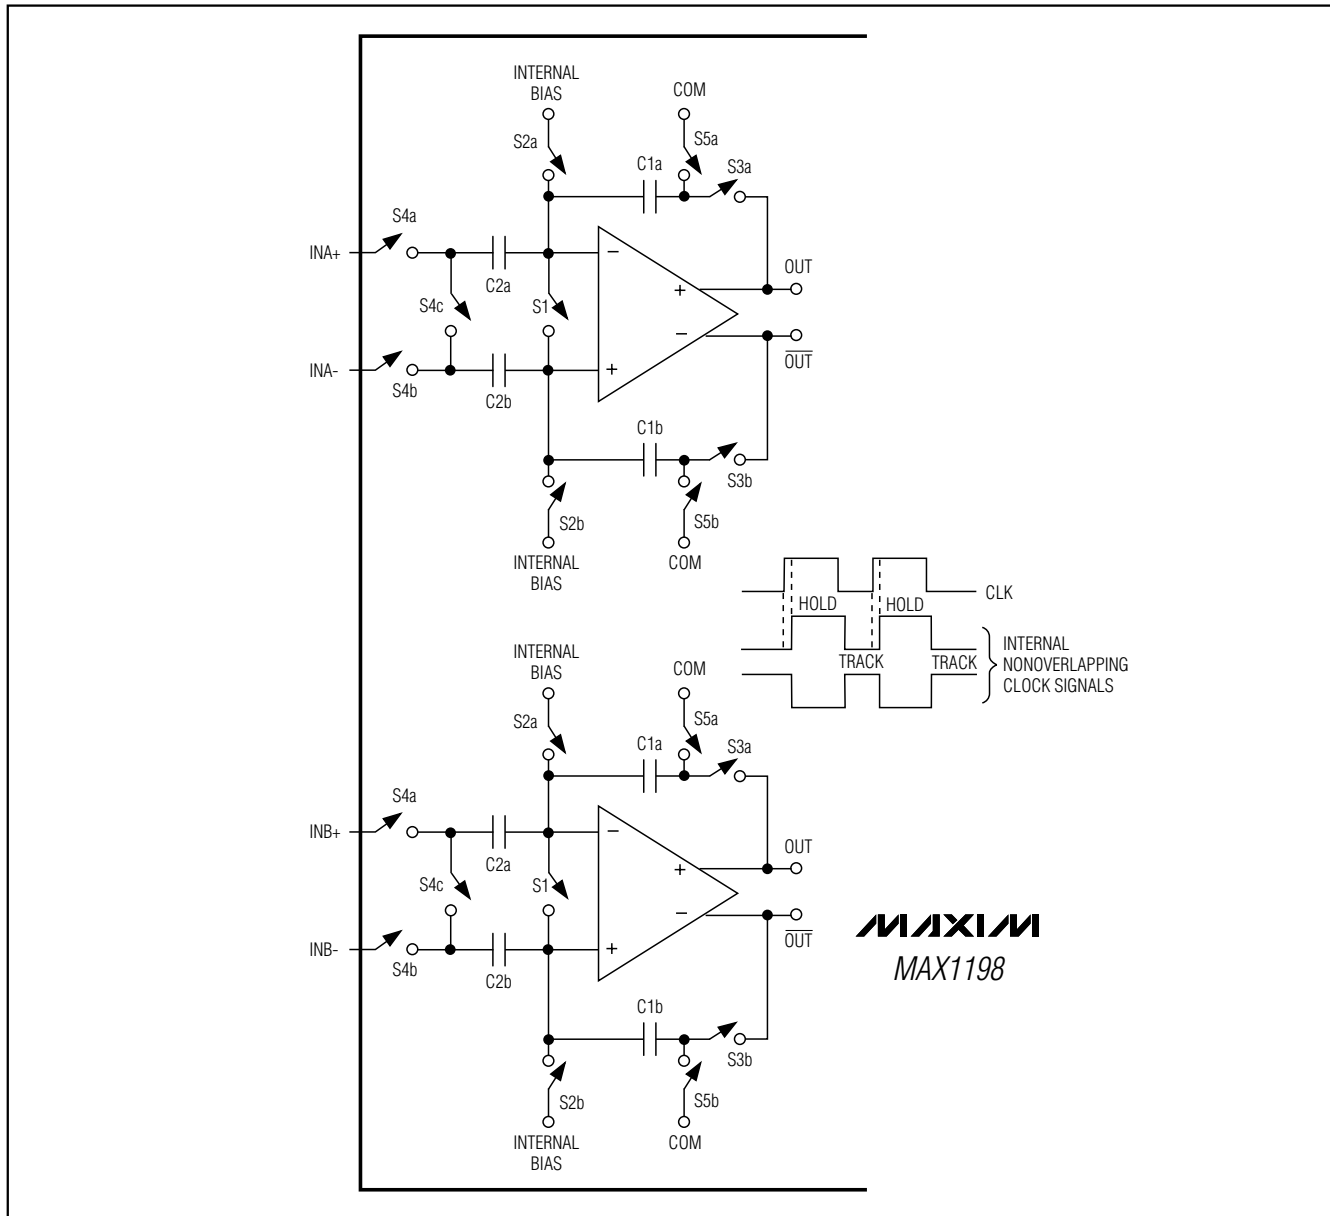 INTERNAL
BIAS
COM
S2a
S5a
C1a
S3a
S4a
INA+
−
C2a
OUT
+
S4c
S1
−
OUT
INA-
+
S4b
C2b
C1b
S3b
S2b
S5b
INTERNAL
BIAS
COM
CLK
HOLD
HOLD
TRACK
TRACK
INTERNAL
NONOVERLAPPING
CLOCK SIGNALS
INTERNAL
BIAS
COM
S2a
S5a
C1a
S3a
S4a
INB+
−
C2a
OUT
+
S4c
S1
−
OUT
INB-
+
S4b
C2b
C1b
S3b
S2b
S5b
INTERNAL
BIAS
COM
MAXIM
MAX1198